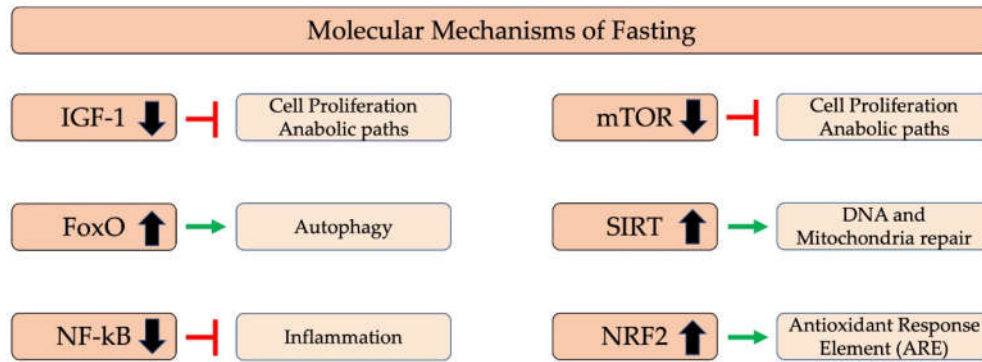 Molecular Mechanisms of Fasting
IGF-1
Cell Proliferation
Anabolic paths
mTOR
Cell Proliferation
Anabolic paths
FoxO
Autophagy
SIRT
DNA and
Mitochondria repair
NF-kB
Inflammation
NRF2
Antioxidant Response
Element (ARE)